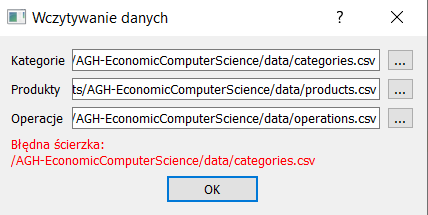 Wczytywanie danych
Kategorie /AGH-EconomicComputerScience/data/categories.csv ...
Produkty ts/AGH-EconomicComputerScience/data/products.csv ...
Operacje /AGH-EconomicComputerScience/data/operations.csv ...
Błędna ścierzka:
/AGH-EconomicComputerScience/data/categories.csv
OK